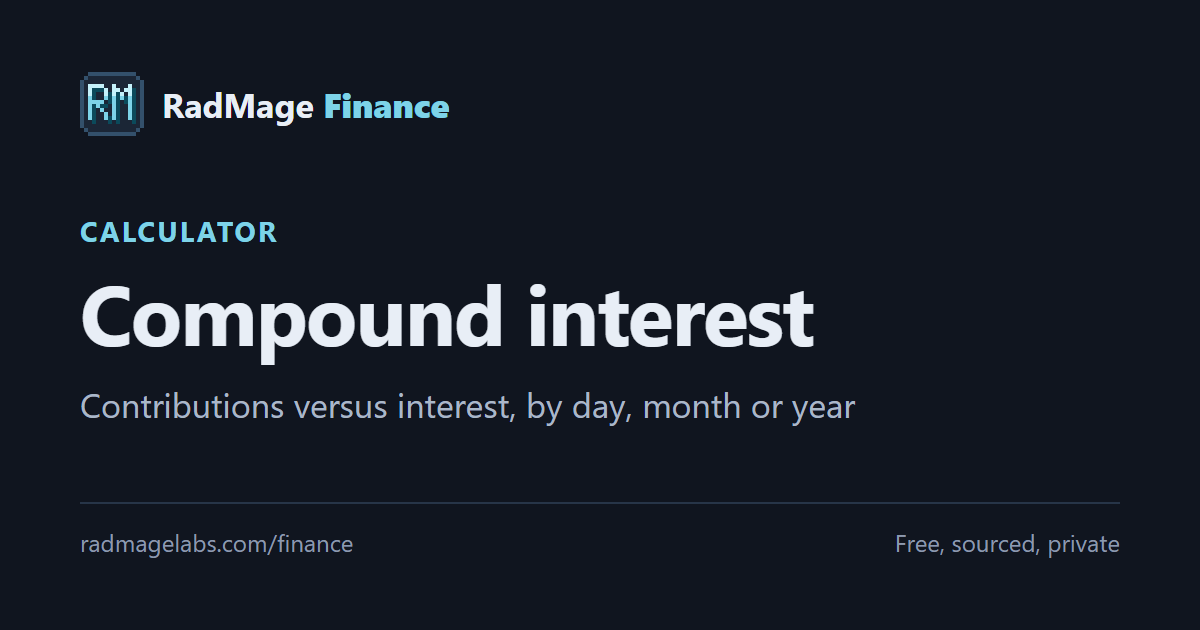 RM
RadMage Finance
CALCULATOR
Compound interest
Contributions versus interest, by day, month or year
radmagelabs.com/finance
Free, sourced, private